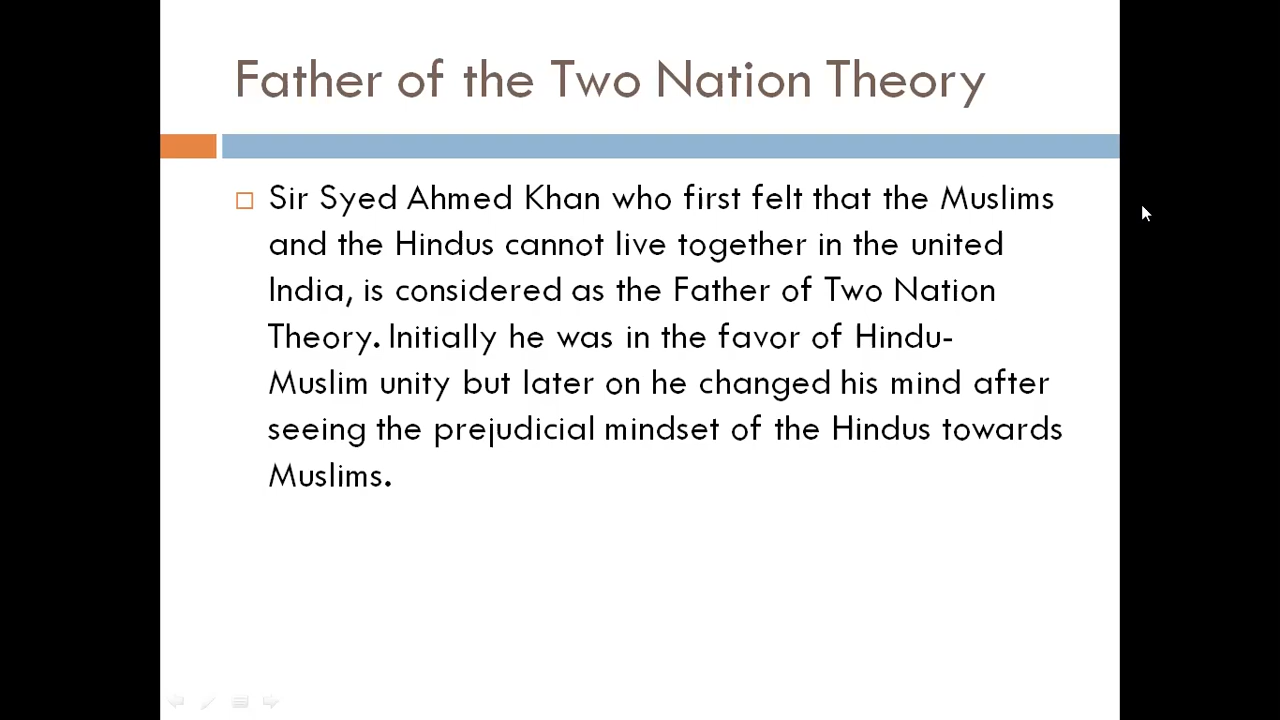 Father of the Two Nation Theory
Sir Syed Ahmed Khan who first felt that the Muslims
and the Hindus cannot live together in the united
India, is considered as the Father of Two Nation
Theory. Initially he was in the favor of Hindu-
Muslim unity but later on he changed his mind after
seeing the prejudicial mindset of the Hindus towards
Muslims.